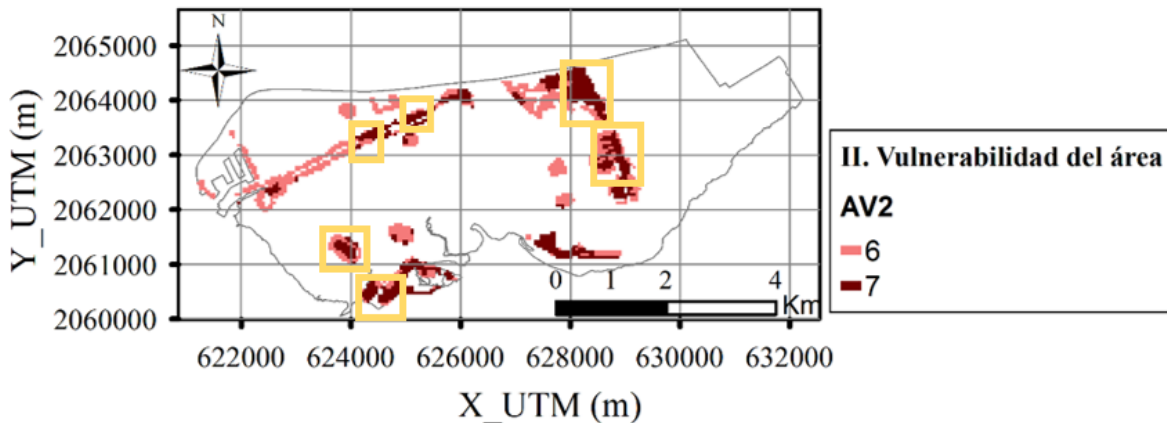 N
2065000
2064000
2063000
2062000
2061000
2060000
Y_UTM (m)
0 1 2 4
Km
622000 624000 626000 628000 630000 632000
X_UTM (m)
II. Vulnerabilidad del área
AV2
6
7